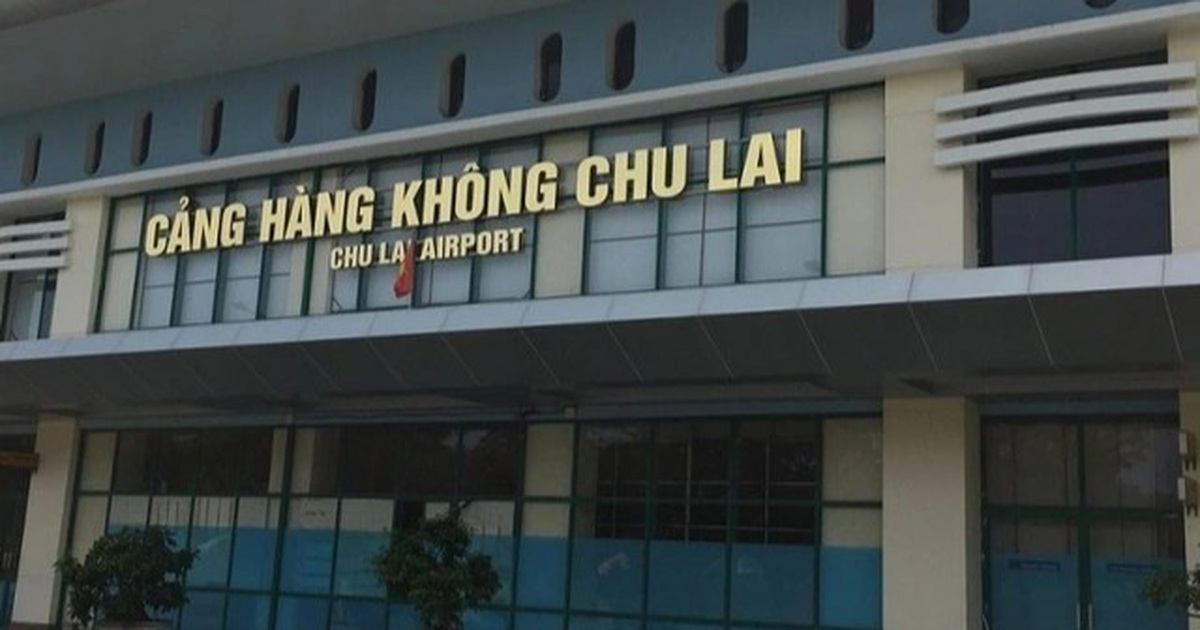 CẢNG HÀNG KHÔNG CHU LAI
CHU LAI AIRPORT